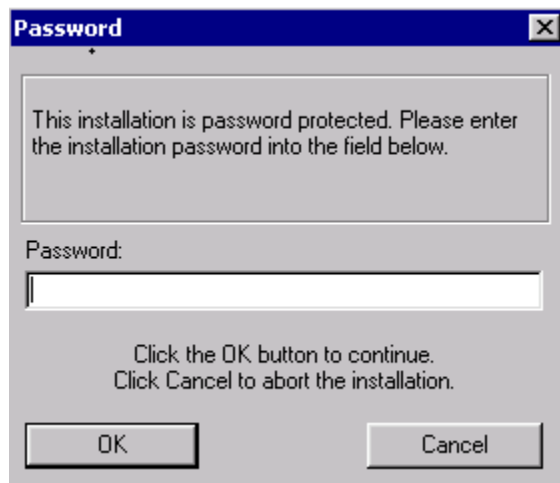 Password
This installation is password protected. Please enter
the installation password into the field below.
Password:
Click the OK button to continue.
Click Cancel to abort the installation.
OK
Cancel